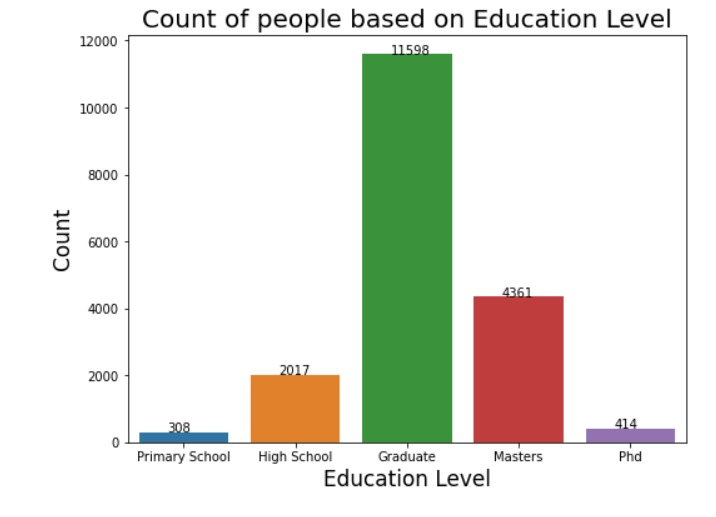 Count of people based on Education Level
12000
10000
8000
6000
4000
2000
0
Count
308
2017
11598
4361
414
Primary School
High School
Graduate
Masters
Phd
Education Level